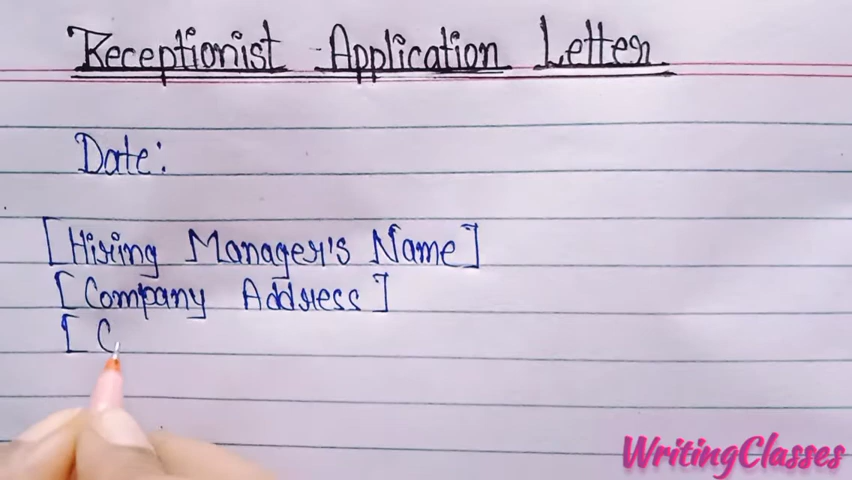 Receptionist Application Letter
Date:
[Hiring Manager's Name]
[Company Address]
[C
WritingClasses